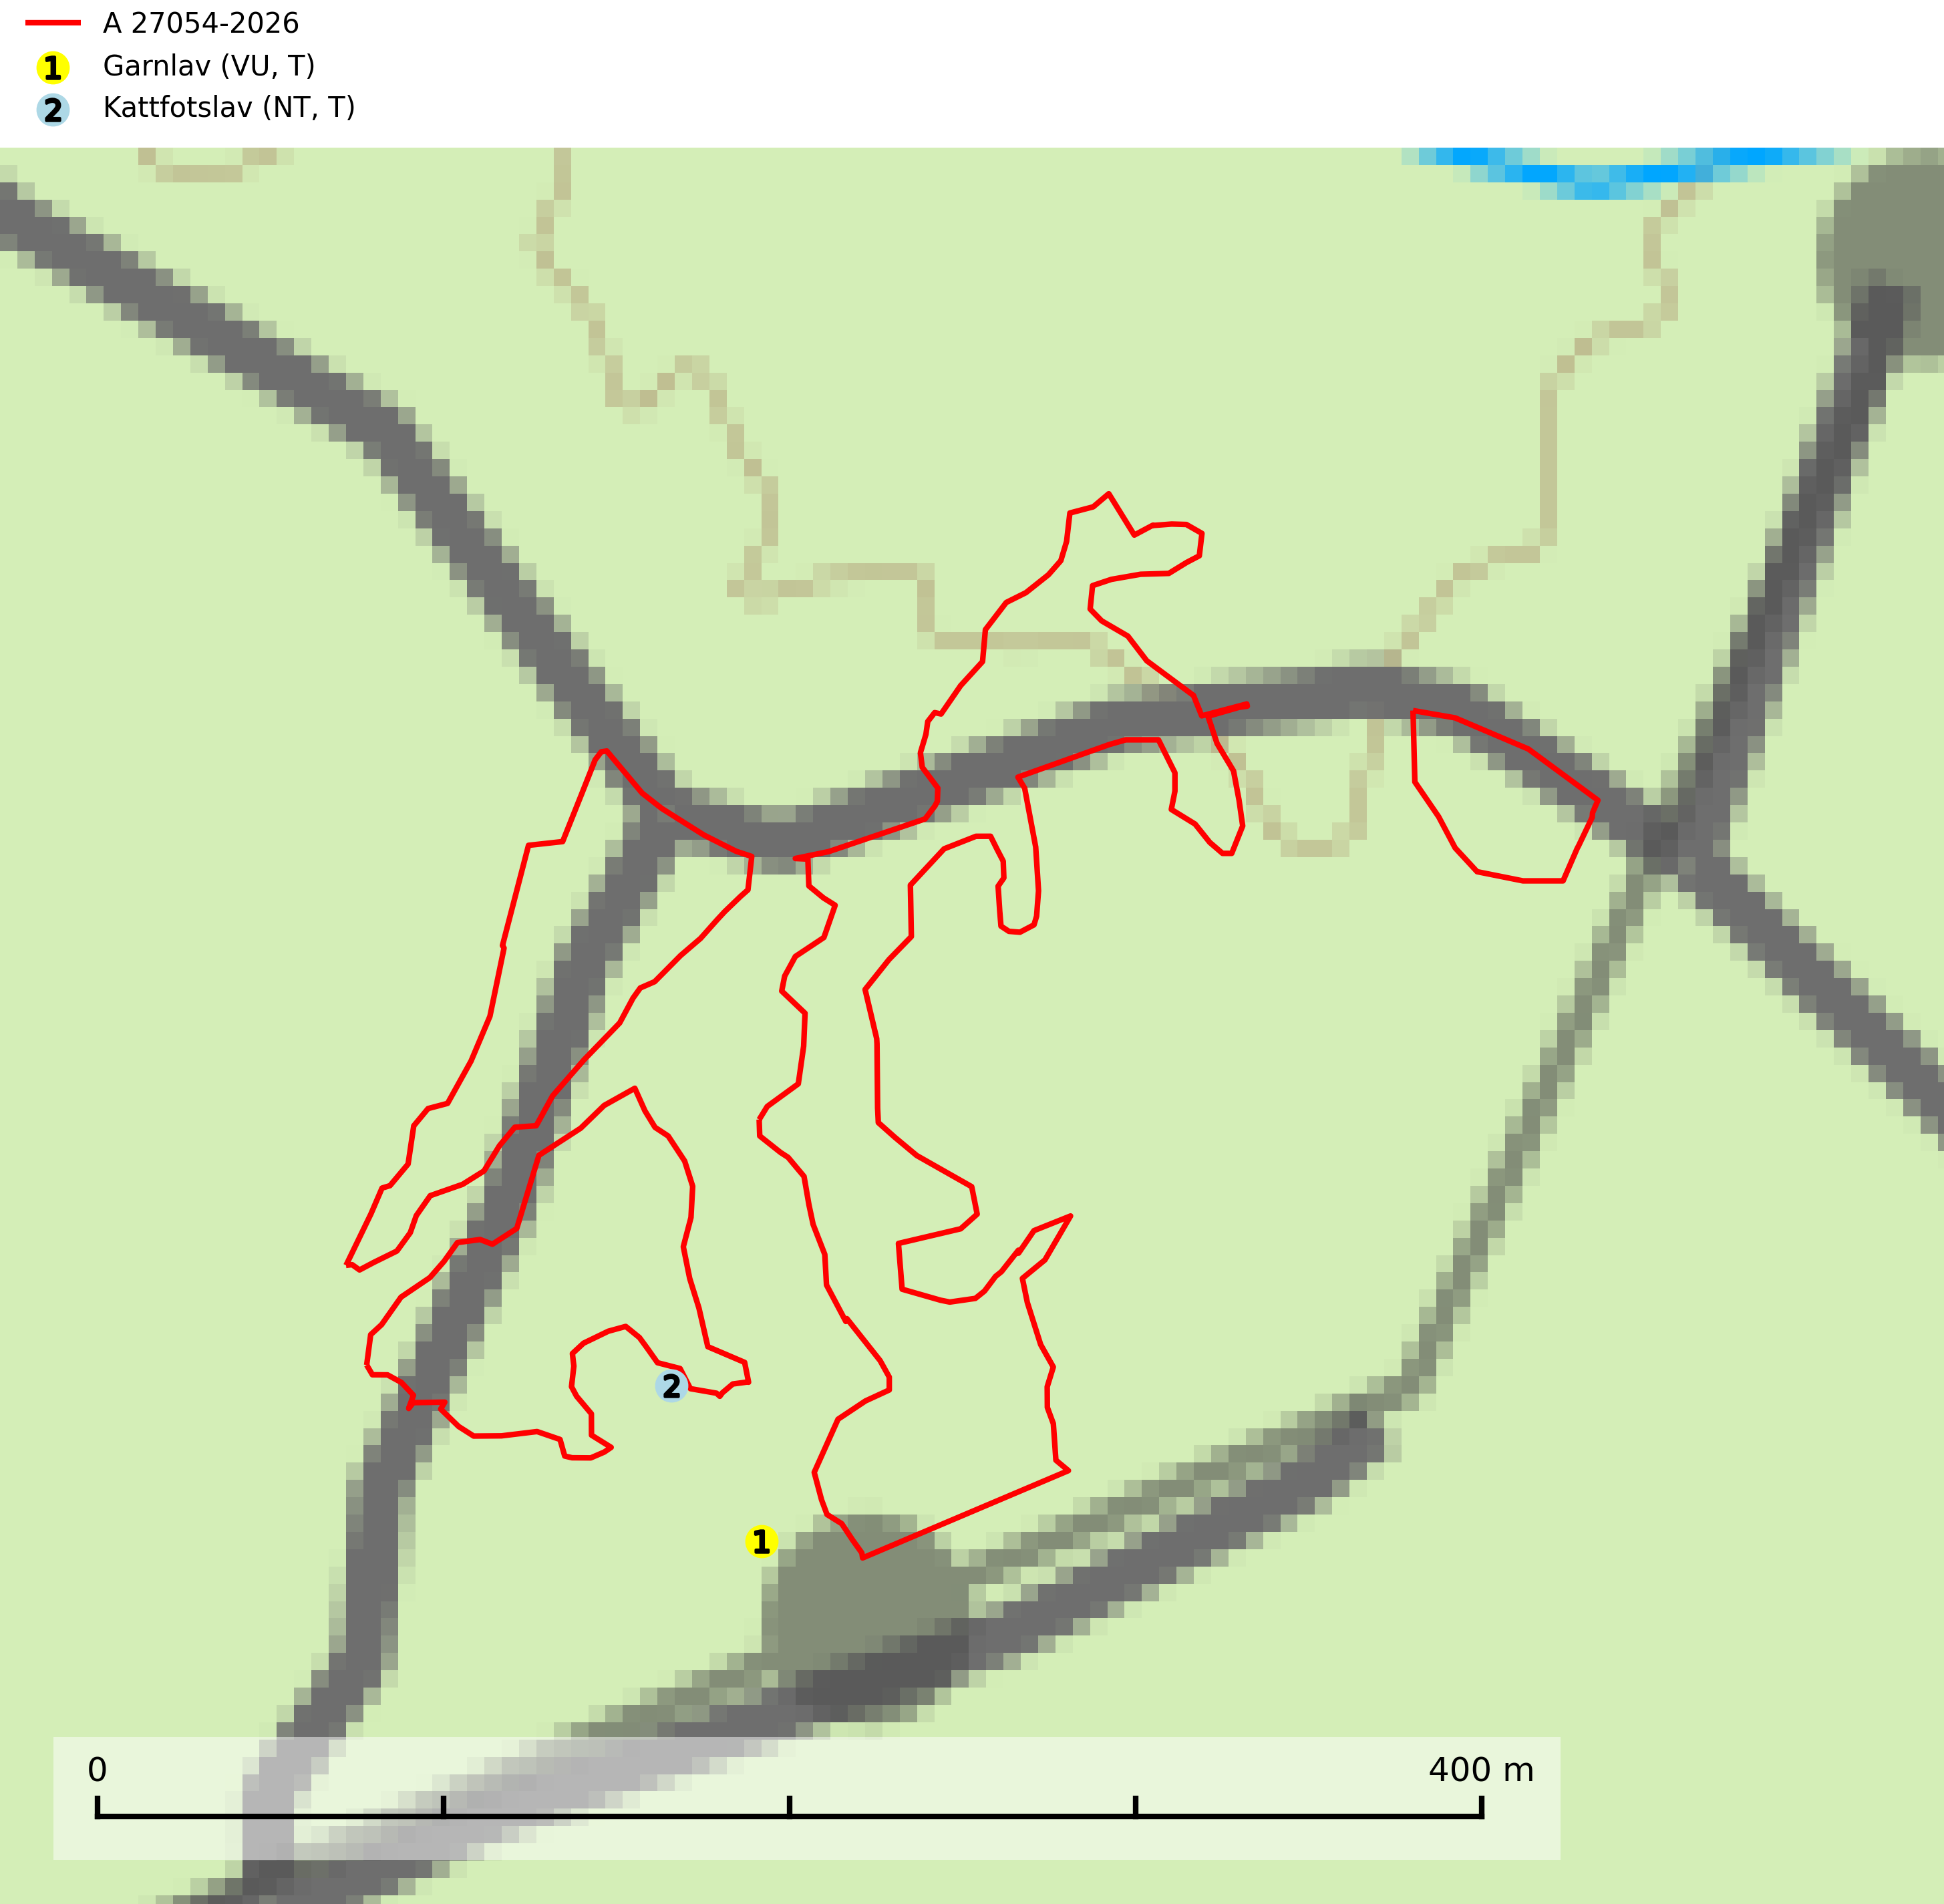 A 27054-2026
1 Garnlav (VU, T)
2 Kattfotslav (NT, T)
2
1
0 400 m